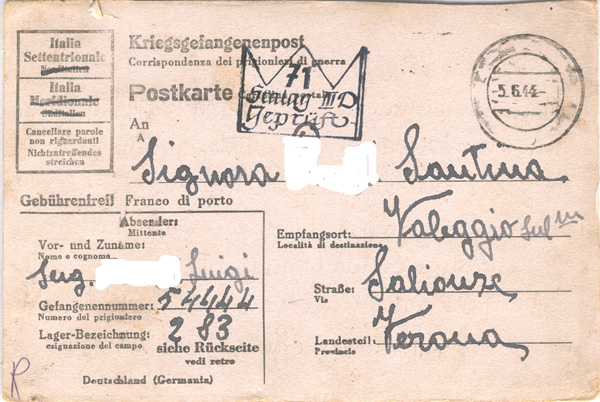 Italia
Settentrionale
Norditalien
Italia
Meridionale
Süditalien
Cancellare parole
non riguardanti
Nichtzutreffendes
streichen
Kriegsgefangenenpost
Corrispondenza dei prigionieri di guerra
Postkarte
71
Stalag III D
Geprüft
5.6.44.
An
A
Signora Santina
Gebührenfrei! Franco di porto
Absender:
Mittente
Vor- und Zuname:
Nome e cognome
Serg. Luigi
Gefangenennummer: 54444
Numero del prigioniero
Lager-Bezeichnung: 283
esignazione del campo
siehe Rückseite
vedi retro
Deutschland (Germania)
Empfangsort: Valeggio sul
Località di destinazione
Straße: Salionze
Via
Landesteil: Verona
Provincia
R